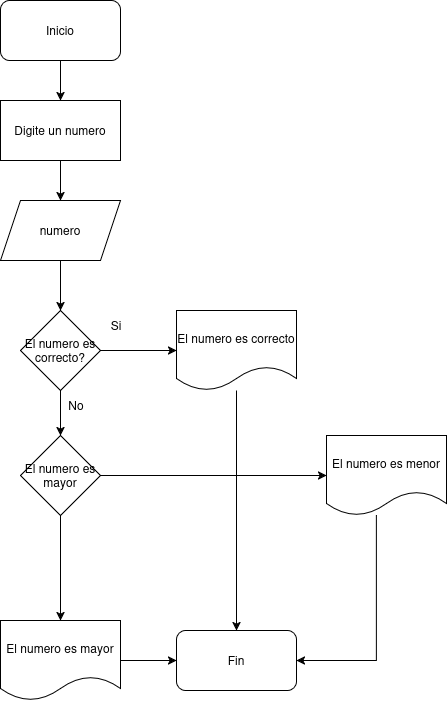 Inicio
Digite un numero
numero
Si
El numero es
correcto?
El numero es correcto
No
El numero es
mayor
El numero es menor
El numero es mayor
Fin